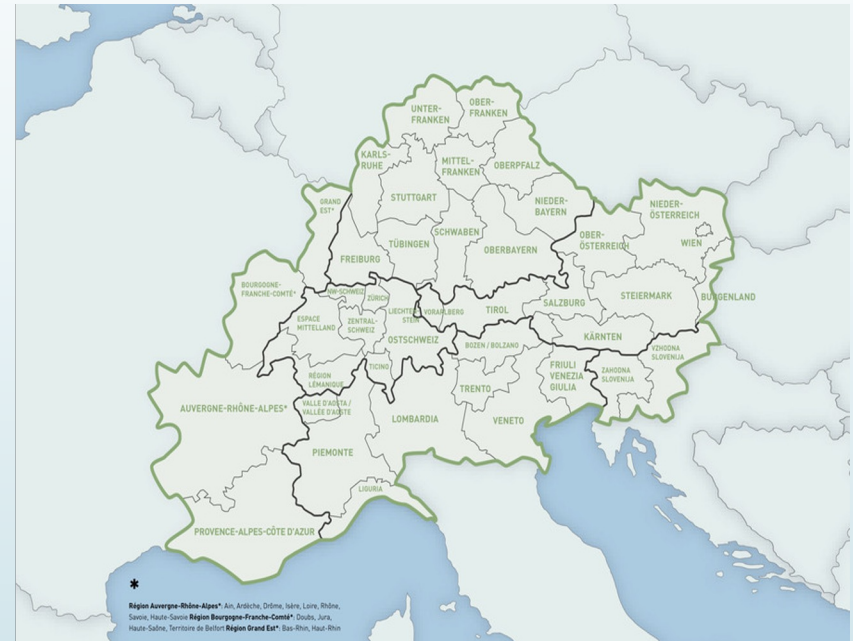 UNTER-
FRANKEN
OBER-
FRANKEN
KARLS-
RUHE
MITTEL-
FRANKEN
OBERPFALZ
GRAND
EST*
STUTTGART
NIEDER-
BAYERN
NIEDER-
ÖSTERREICH
SCHWABEN
OBER-
ÖSTERREICH
WIEN
TÜBINGEN
OBERBAYERN
FREIBURG
BOURGOGNE-
FRANCHE-COMTÉ*
NW-SCHWEIZ
ZÜRICH
STEIERMARK
BURGENLAND
SALZBURG
LIECHTEN-
STEIN
VORARLBERG
TIROL
ESPACE
MITTELLAND
ZENTRAL-
SCHWEIZ
OSTSCHWEIZ
KÄRNTEN
BOZEN / BOLZANO
VZHODNA
SLOVENIJA
TICINO
RÉGION
LÉMANIQUE
FRIULI
VENEZIA
GIULIA
ZAHODNA
SLOVENIJA
TRENTO
AUVERGNE-RHÔNE-ALPES*
VALLE D'AOSTA /
VALLÉE D'AOSTE
LOMBARDIA
VENETO
PIEMONTE
LIGURIA
PROVENCE-ALPES-CÔTE D'AZUR
*
Région Auvergne-Rhône-Alpes*: Ain, Ardèche, Drôme, Isère, Loire, Rhône,
Savoie, Haute-Savoie Région Bourgogne-Franche-Comté*: Doubs, Jura,
Haute-Saône, Territoire de Belfort Région Grand Est*: Bas-Rhin, Haut-Rhin